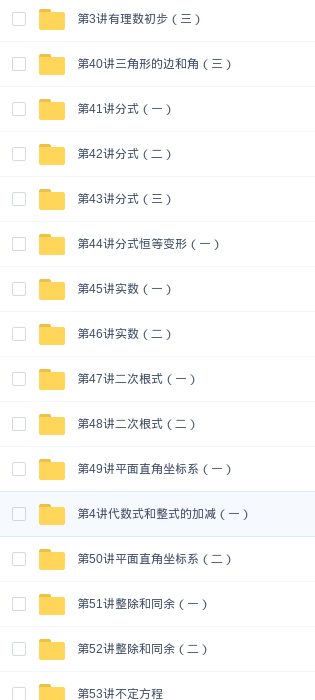 第3讲有理数初步（三）
第40讲三角形的边和角（三）
第41讲分式（一）
第42讲分式（二）
第43讲分式（三）
第44讲分式恒等变形（一）
第45讲实数（一）
第46讲实数（二）
第47讲二次根式（一）
第48讲二次根式（二）
第49讲平面直角坐标系（一）
第4讲代数式和整式的加减（一）
第50讲平面直角坐标系（二）
第51讲整除和同余（一）
第52讲整除和同余（二）
第53讲不定方程